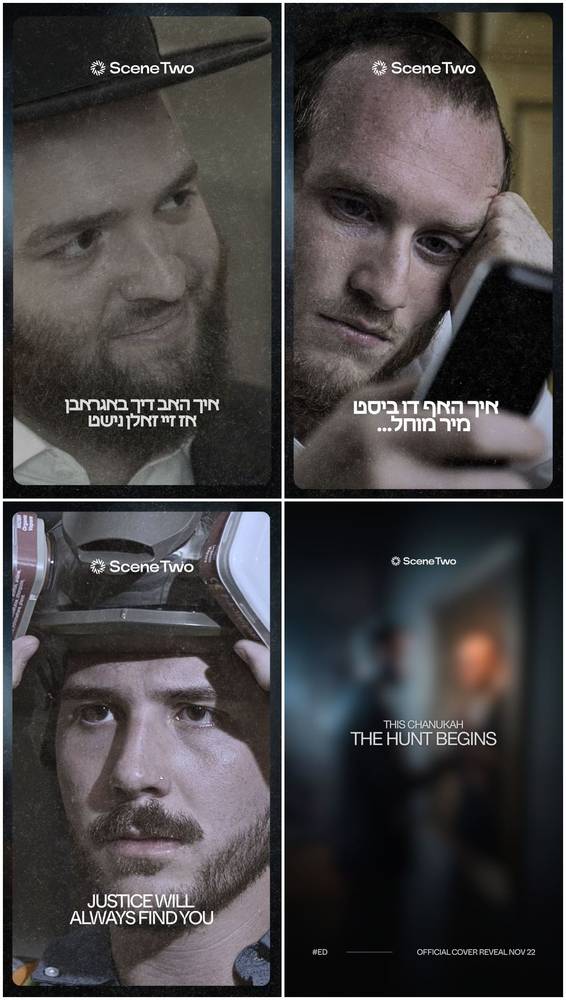 SceneTwo
איך האב דיך באגראבן
אז זיי זאלן נישט
SceneTwo
איך האף דו ביסט
מיר מוחל...
SceneTwo
JUSTICE WILL
ALWAYS FIND YOU
SceneTwo
THIS CHANUKAH
THE HUNT BEGINS
#ED
OFFICIAL COVER REVEAL NOV 22